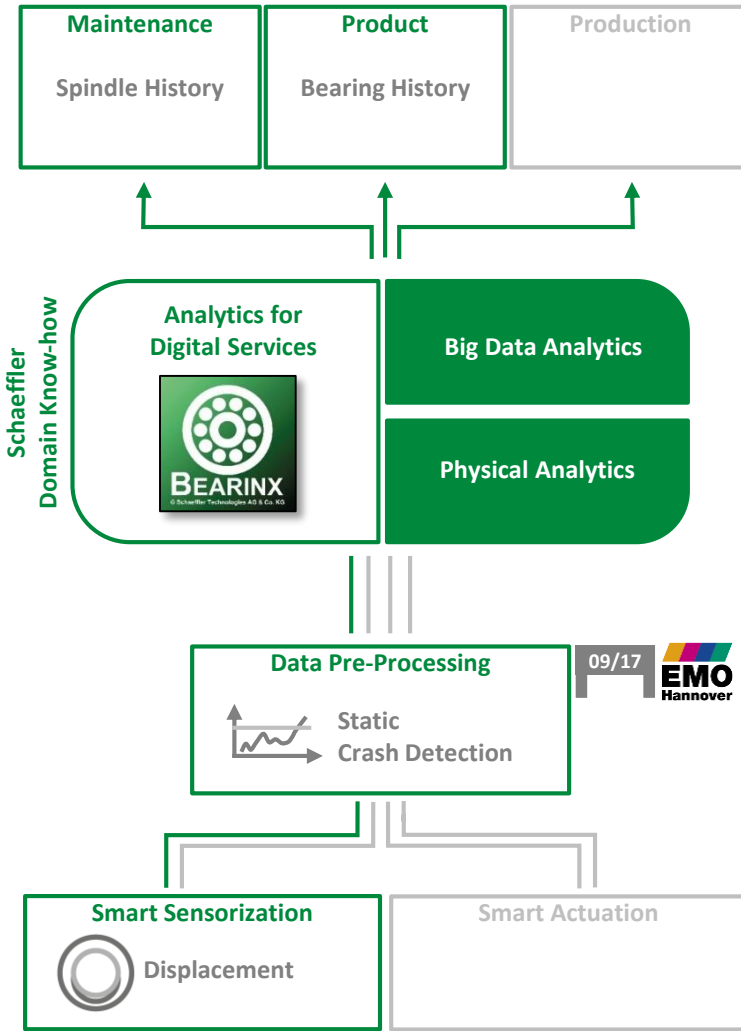 Maintenance
Spindle History
Product
Bearing History
Production
Schaeffler
Domain Know-how
Analytics for
Digital Services
BEARINX
© Schaeffler Technologies AG & Co. KG
Big Data Analytics
Physical Analytics
Data Pre-Processing
Static
Crash Detection
09/17
EMO
Hannover
Smart Sensorization
Displacement
Smart Actuation